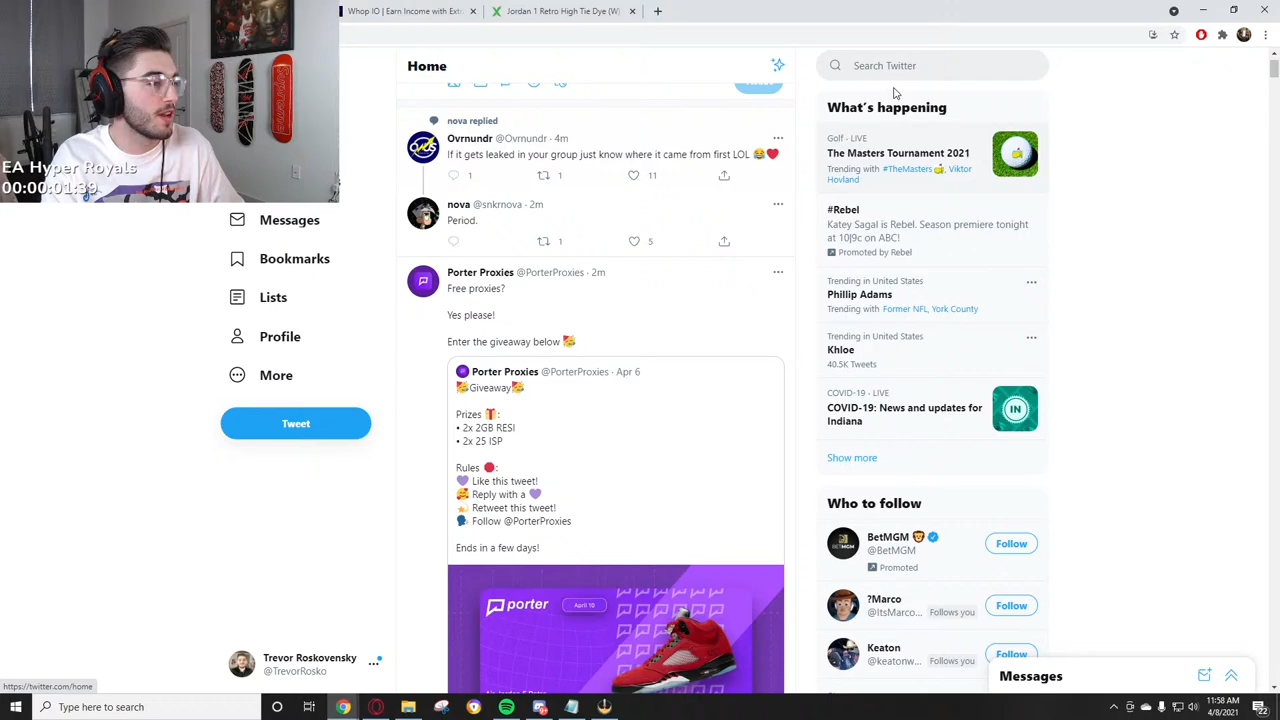 Whop IO | Earn Income with Extr
Jordan 1 Retro High Tie Dye (W)
EA Hyper Royals
00:00:01:39
Messages
Bookmarks
Lists
Profile
More
Tweet
Trevor Roskovensky
@TrevorRosko
https://twitter.com/home
Home
nova replied
Ovrnundr @Ovrnundr · 4m
If it gets leaked in your group just know where it came from first LOL 😂❤️
1 1 11
nova @snkrnova · 2m
Period.
1 5
Porter Proxies @PorterProxies · 2m
Free proxies?
Yes please!
Enter the giveaway below 🥰
Porter Proxies @PorterProxies · Apr 6
🥰Giveaway🥰
Prizes 🎁:
• 2x 2GB RESI
• 2x 25 ISP
Rules 🛑:
💜 Like this tweet!
🥰 Reply with a 💜
💫 Retweet this tweet!
🗣 Follow @PorterProxies
Ends in a few days!
porter
April 10
Air Jordan 5 Retro
Search Twitter
What's happening
Golf · LIVE
The Masters Tournament 2021
Trending with #TheMasters, Viktor
Hovland
#Rebel
Katey Sagal is Rebel. Season premiere tonight
at 10|9c on ABC!
Promoted by Rebel
Trending in United States
Phillip Adams
Trending with Former NFL, York County
Trending in United States
Khloe
40.5K Tweets
COVID-19 · LIVE
COVID-19: News and updates for
Indiana
IN
Show more
Who to follow
BetMGM 🦁
@BetMGM
Follow
Promoted
?Marco
@ItsMarco... Follows you
Follow
Keaton
@keatonw... Follows you
Follow
Messages
Type here to search
11:58 AM
4/8/2021
22